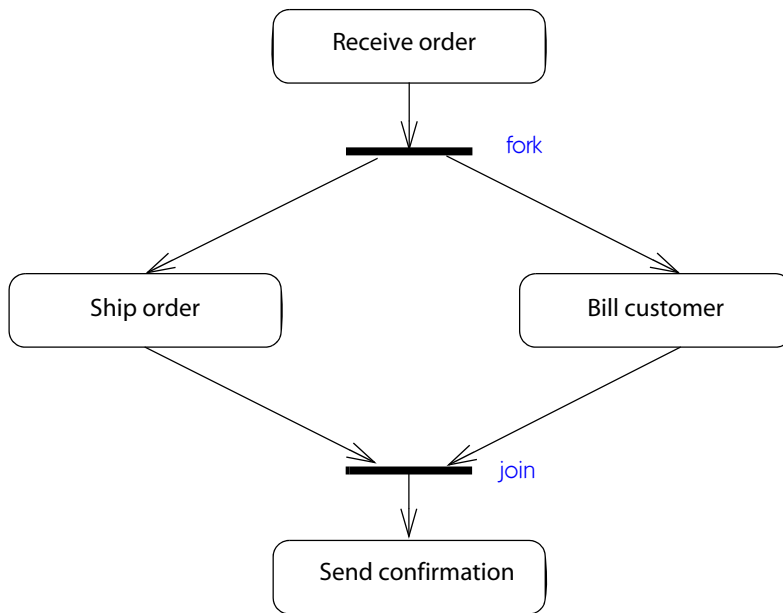 Receive order
fork
Ship order
Bill customer
join
Send confirmation